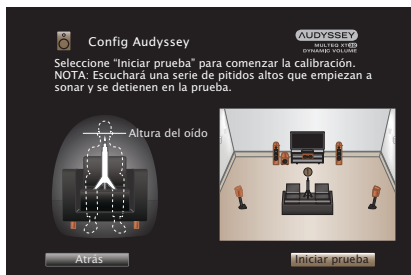 Config Audyssey
AUDYSSEY
MULTEQ XT32
DYNAMIC VOLUME
Seleccione “Iniciar prueba” para comenzar la calibración.
NOTA: Escuchará una serie de pitidos altos que empiezan a
sonar y se detienen en la prueba.
Altura del oído
Atrás
Iniciar prueba